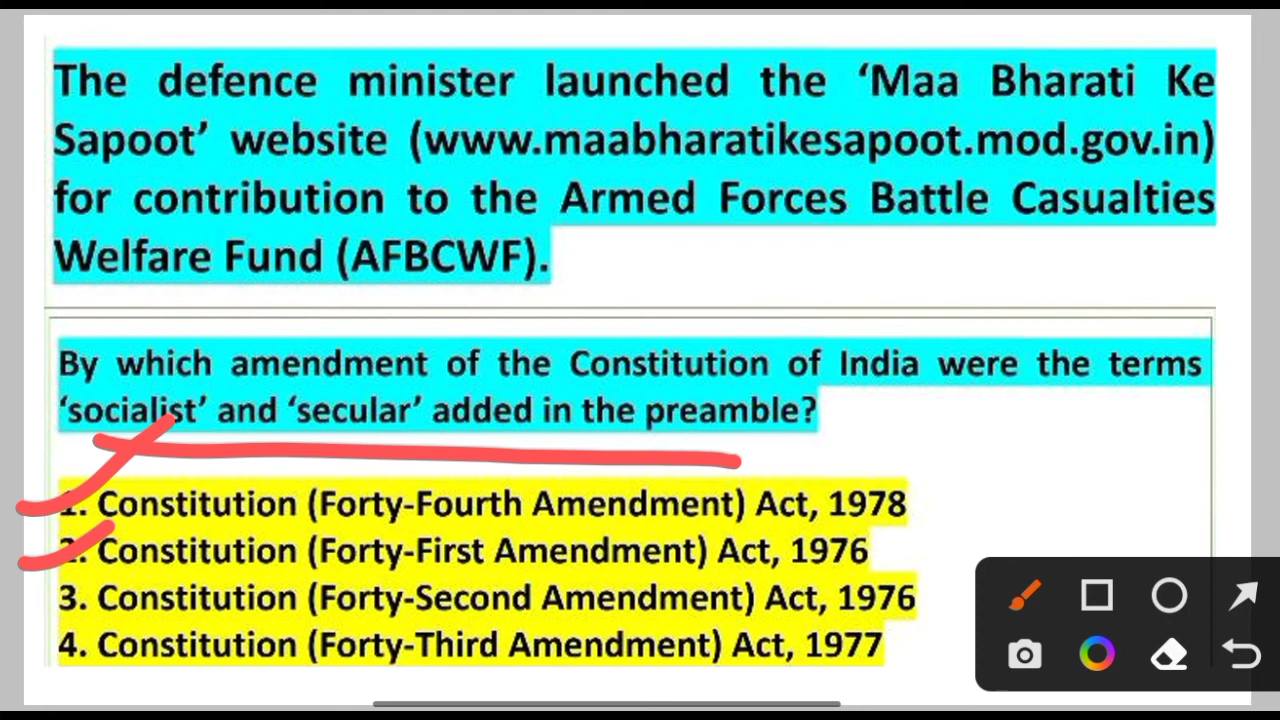 The defence minister launched the ‘Maa Bharati Ke
Sapoot’ website (www.maabharatikesapoot.mod.gov.in)
for contribution to the Armed Forces Battle Casualties
Welfare Fund (AFBCWF).
By which amendment of the Constitution of India were the terms
‘socialist’ and ‘secular’ added in the preamble?
1. Constitution (Forty-Fourth Amendment) Act, 1978
2. Constitution (Forty-First Amendment) Act, 1976
3. Constitution (Forty-Second Amendment) Act, 1976
4. Constitution (Forty-Third Amendment) Act, 1977